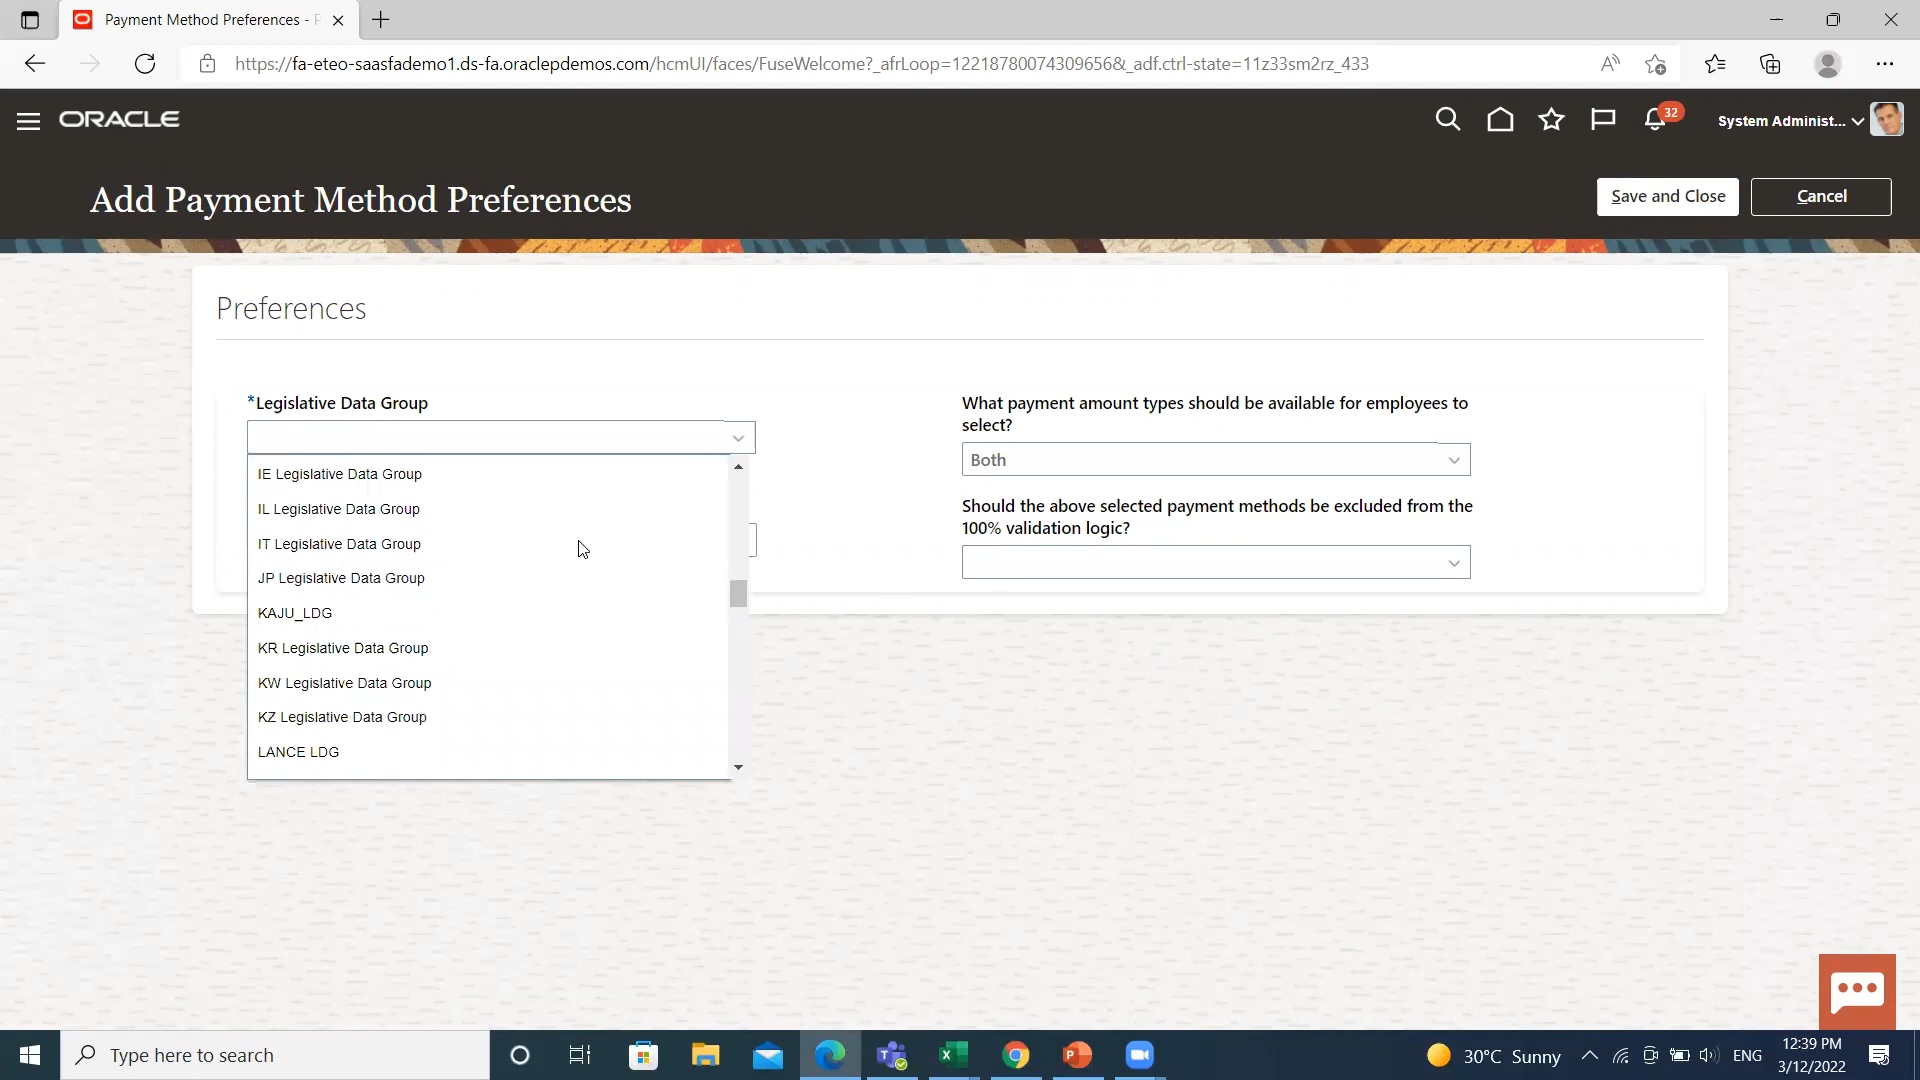 Payment Method Preferences - P
https://fa-eteo-saasfademo1.ds-fa.oraclepdemos.com/hcmUI/faces/FuseWelcome?_afrLoop=12218780074309656&_adf.ctrl-state=11z33sm2rz_433
ORACLE
32
System Administ...
Add Payment Method Preferences
Save and Close
Cancel
Preferences
*Legislative Data Group
IE Legislative Data Group
IL Legislative Data Group
IT Legislative Data Group
JP Legislative Data Group
KAJU_LDG
KR Legislative Data Group
KW Legislative Data Group
KZ Legislative Data Group
LANCE LDG
What payment amount types should be available for employees to
select?
Both
Should the above selected payment methods be excluded from the
100% validation logic?
Type here to search
30°C Sunny
ENG
12:39 PM
3/12/2022